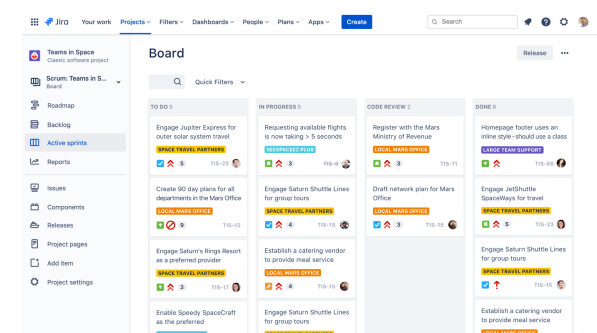 Jira Your work Projects Filters Dashboards People Plans Apps Create Search
Teams in Space
Classic software project
Scrum: Teams in S...
Board
Roadmap
Backlog
Active sprints
Reports
Issues
Components
Releases
Project pages
Add item
Project settings
Board
Release
Quick Filters
TO DO 5
Engage Jupiter Express for
outer solar system travel
SPACE TRAVEL PARTNERS
5 TIS-25
Create 90 day plans for all
departments in the Mars Office
LOCAL MARS OFFICE
9 TIS-12
Engage Saturn's Rings Resort
as a preferred provider
SPACE TRAVEL PARTNERS
3 TIS-17
Enable Speedy SpaceCraft
as the preferred
IN PROGRESS 5
Requesting available flights
is now taking > 5 seconds
SEESPACEEZ PLUS
3 TIS-8
Engage Saturn Shuttle Lines
for group tours
SPACE TRAVEL PARTNERS
4 TIS-15
Establish a catering vendor
to provide meal service
LOCAL MARS OFFICE
4 TIS-15
Engage Saturn Shuttle Lines
for group tours
CODE REVIEW 2
Register with the Mars
Ministry of Revenue
LOCAL MARS OFFICE
3 TIS-11
Draft network plan for Mars
Office
LOCAL MARS OFFICE
3 TIS-15
DONE 8
Homepage footer uses an
inline style-should use a class
LARGE TEAM SUPPORT
TIS-68
Engage JetShuttle
SpaceWays for travel
SPACE TRAVEL PARTNERS
5 TIS-23
Engage Saturn Shuttle Lines
for group tours
SPACE TRAVEL PARTNERS
TIS-15
Establish a catering vendor
to provide meal service